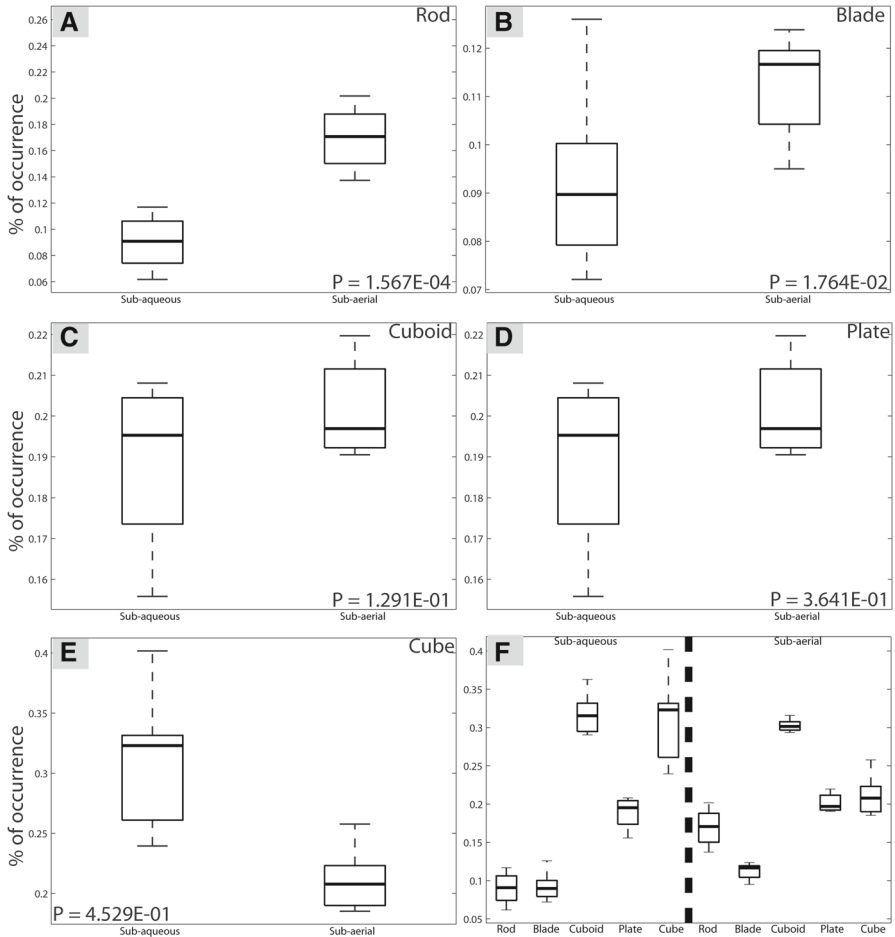 A
Rod
% of occurrence
0.26
0.24
0.22
0.2
0.18
0.16
0.14
0.12
0.1
0.08
0.06
P = 1.567E-04
Sub-aqueous
Sub-aerial
B
Blade
0.12
0.11
0.1
0.09
0.08
0.07
P = 1.764E-02
Sub-aqueous
Sub-aerial
C
Cuboid
% of occurrence
0.22
0.21
0.2
0.19
0.18
0.17
0.16
P = 1.291E-01
Sub-aqueous
Sub-aerial
D
Plate
0.22
0.21
0.2
0.19
0.18
0.17
0.16
P = 3.641E-01
Sub-aqueous
Sub-aerial
E
Cube
% of occurrence
0.4
0.35
0.3
0.25
0.2
P = 4.529E-01
Sub-aqueous
Sub-aerial
F
Sub-aqueous
Sub-aerial
0.4
0.35
0.3
0.25
0.2
0.15
0.1
0.05
Rod Blade Cuboid Plate Cube Rod Blade Cuboid Plate Cube